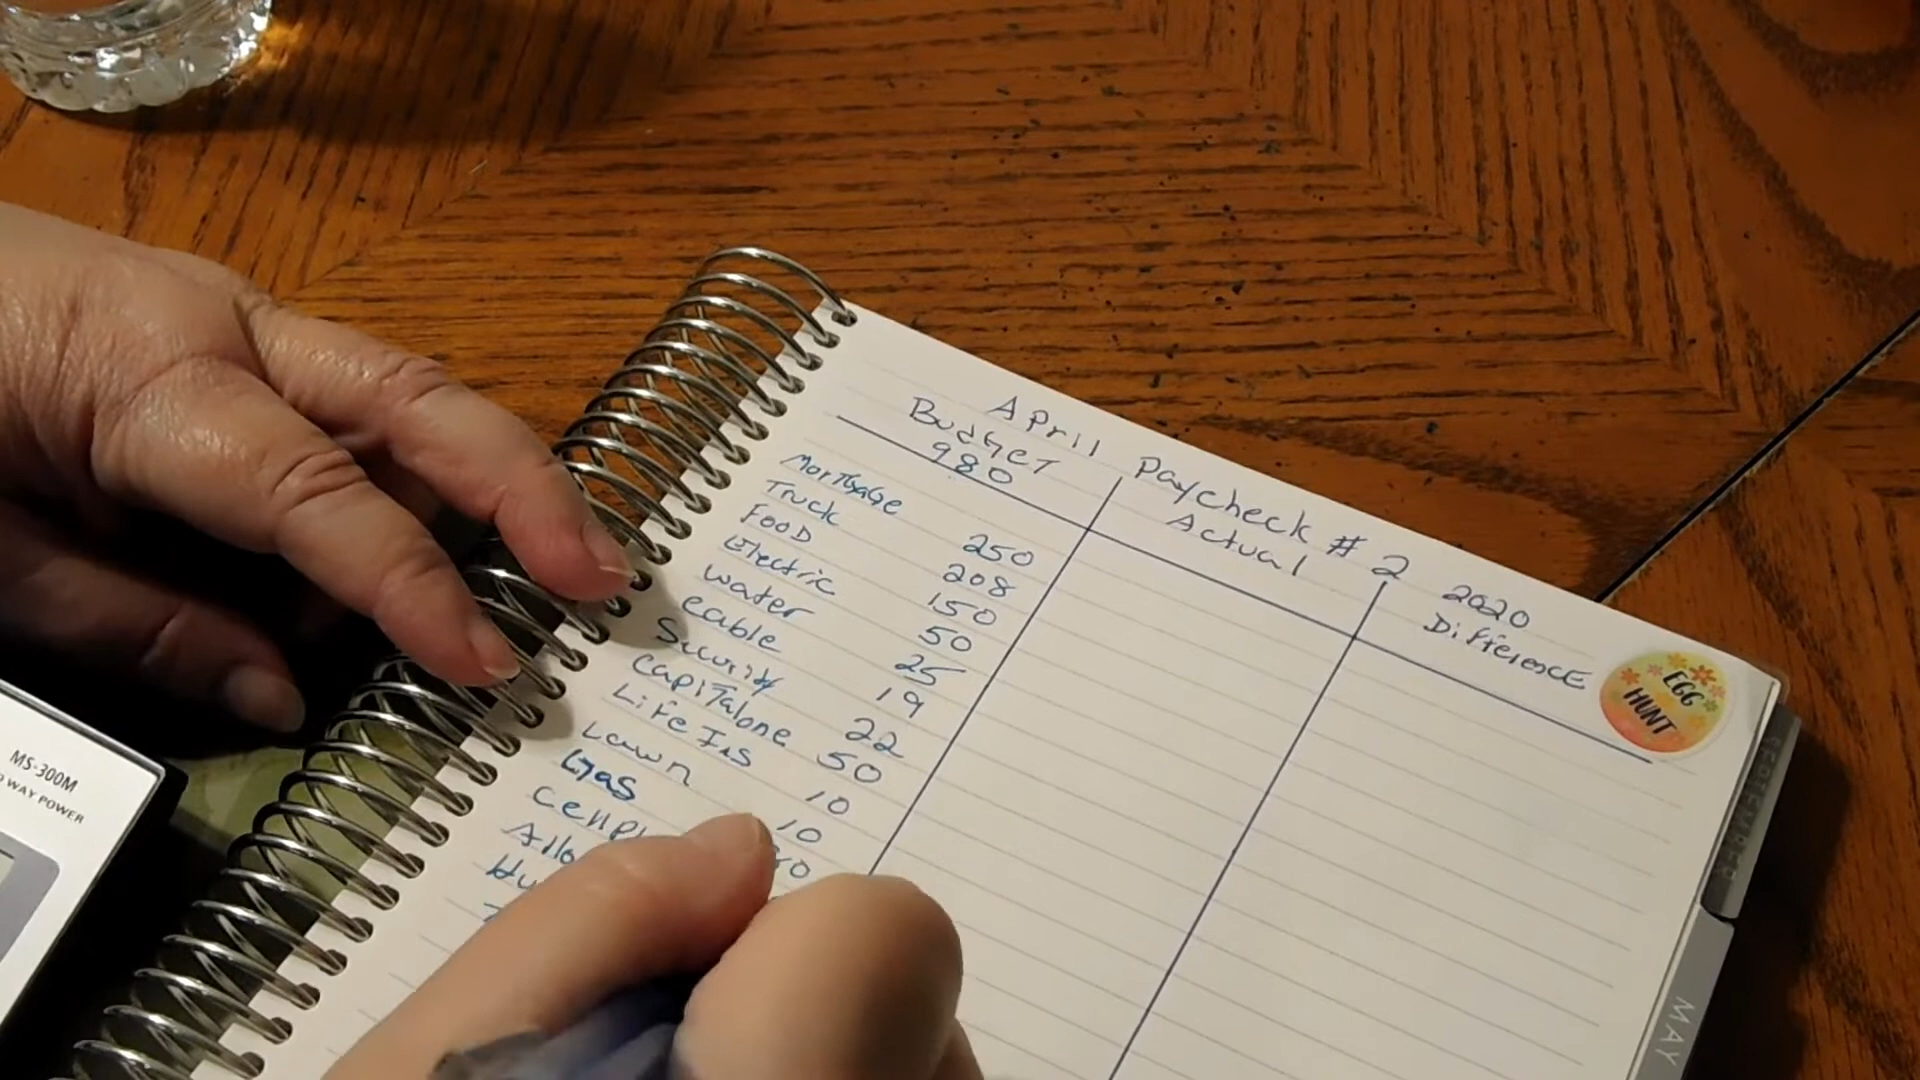 April Paycheck # 2 2020
Budget Actual Difference
980
Mortgage 250
Truck 208
Food 150
Electric 50
water 25
cable 19
Security 22
CapiTalone 50
Life Ins 10
Lawn 10
Gas
EGG
HUNT
MS-300M
WAY POWER
MAY